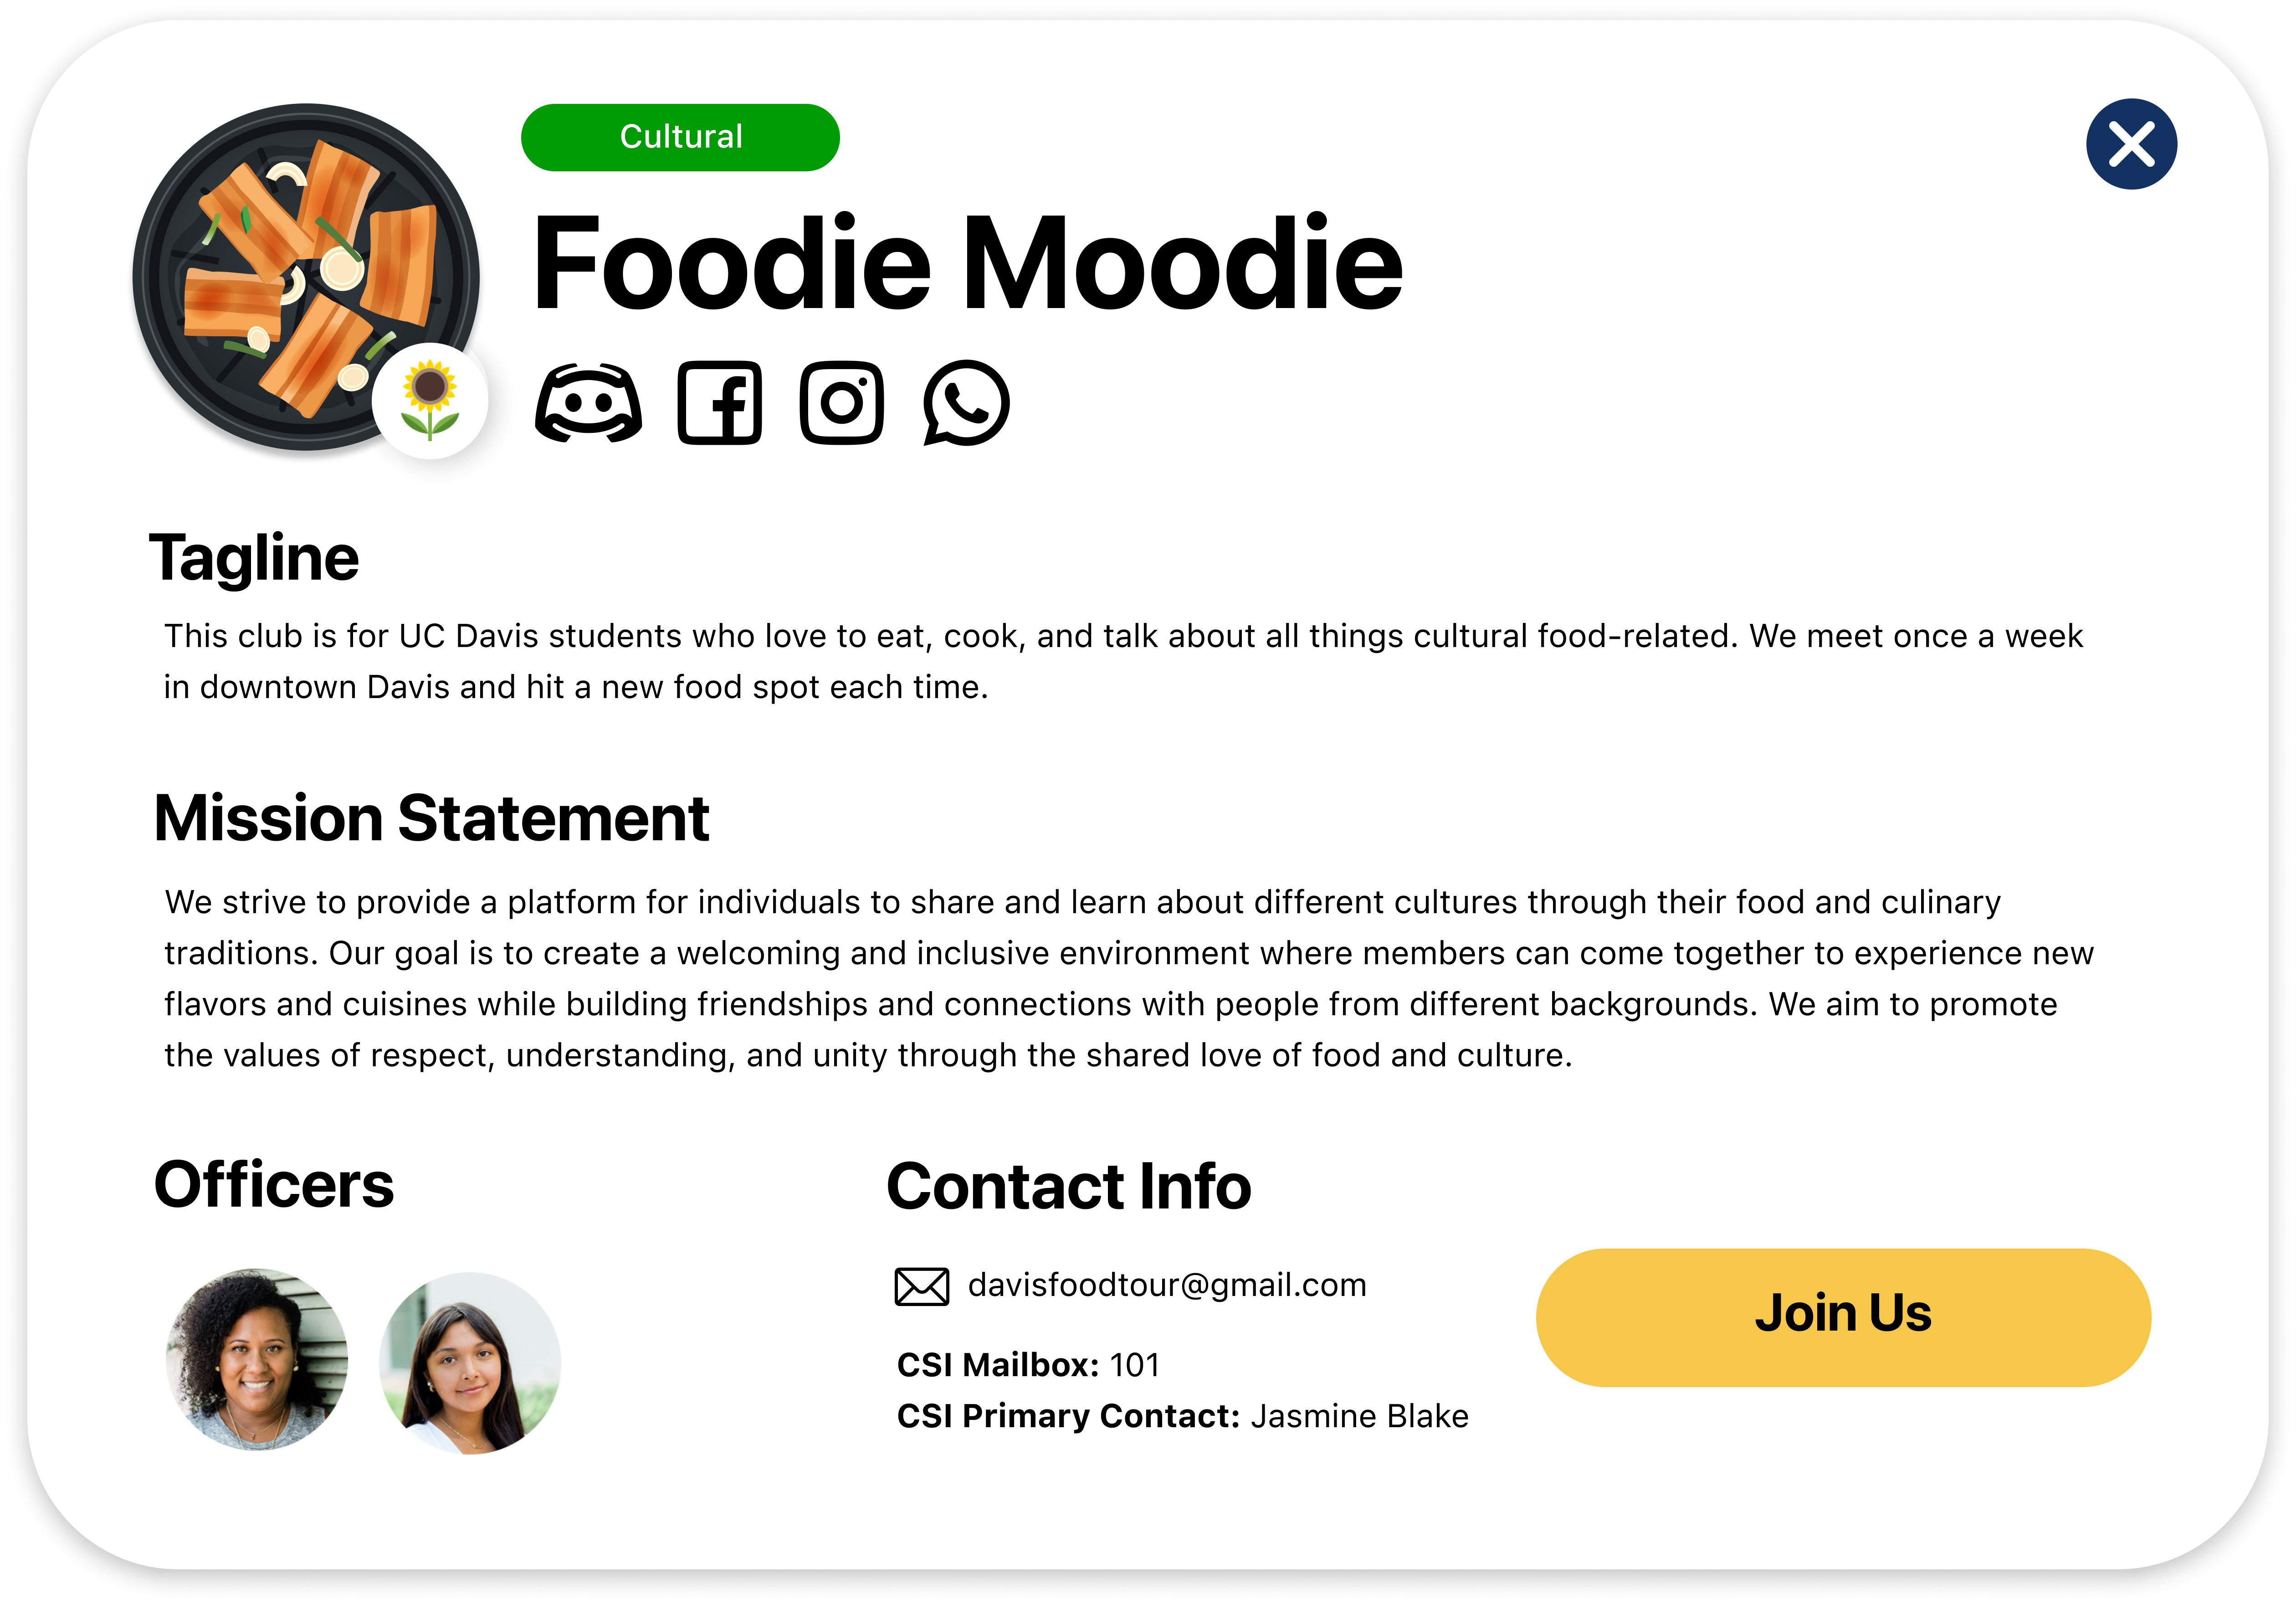 Cultural
Foodie Moodie
Tagline
This club is for UC Davis students who love to eat, cook, and talk about all things cultural food-related. We meet once a week
in downtown Davis and hit a new food spot each time.
Mission Statement
We strive to provide a platform for individuals to share and learn about different cultures through their food and culinary
traditions. Our goal is to create a welcoming and inclusive environment where members can come together to experience new
flavors and cuisines while building friendships and connections with people from different backgrounds. We aim to promote
the values of respect, understanding, and unity through the shared love of food and culture.
Officers
Contact Info
davisfoodtour@gmail.com
CSI Mailbox: 101
CSI Primary Contact: Jasmine Blake
Join Us